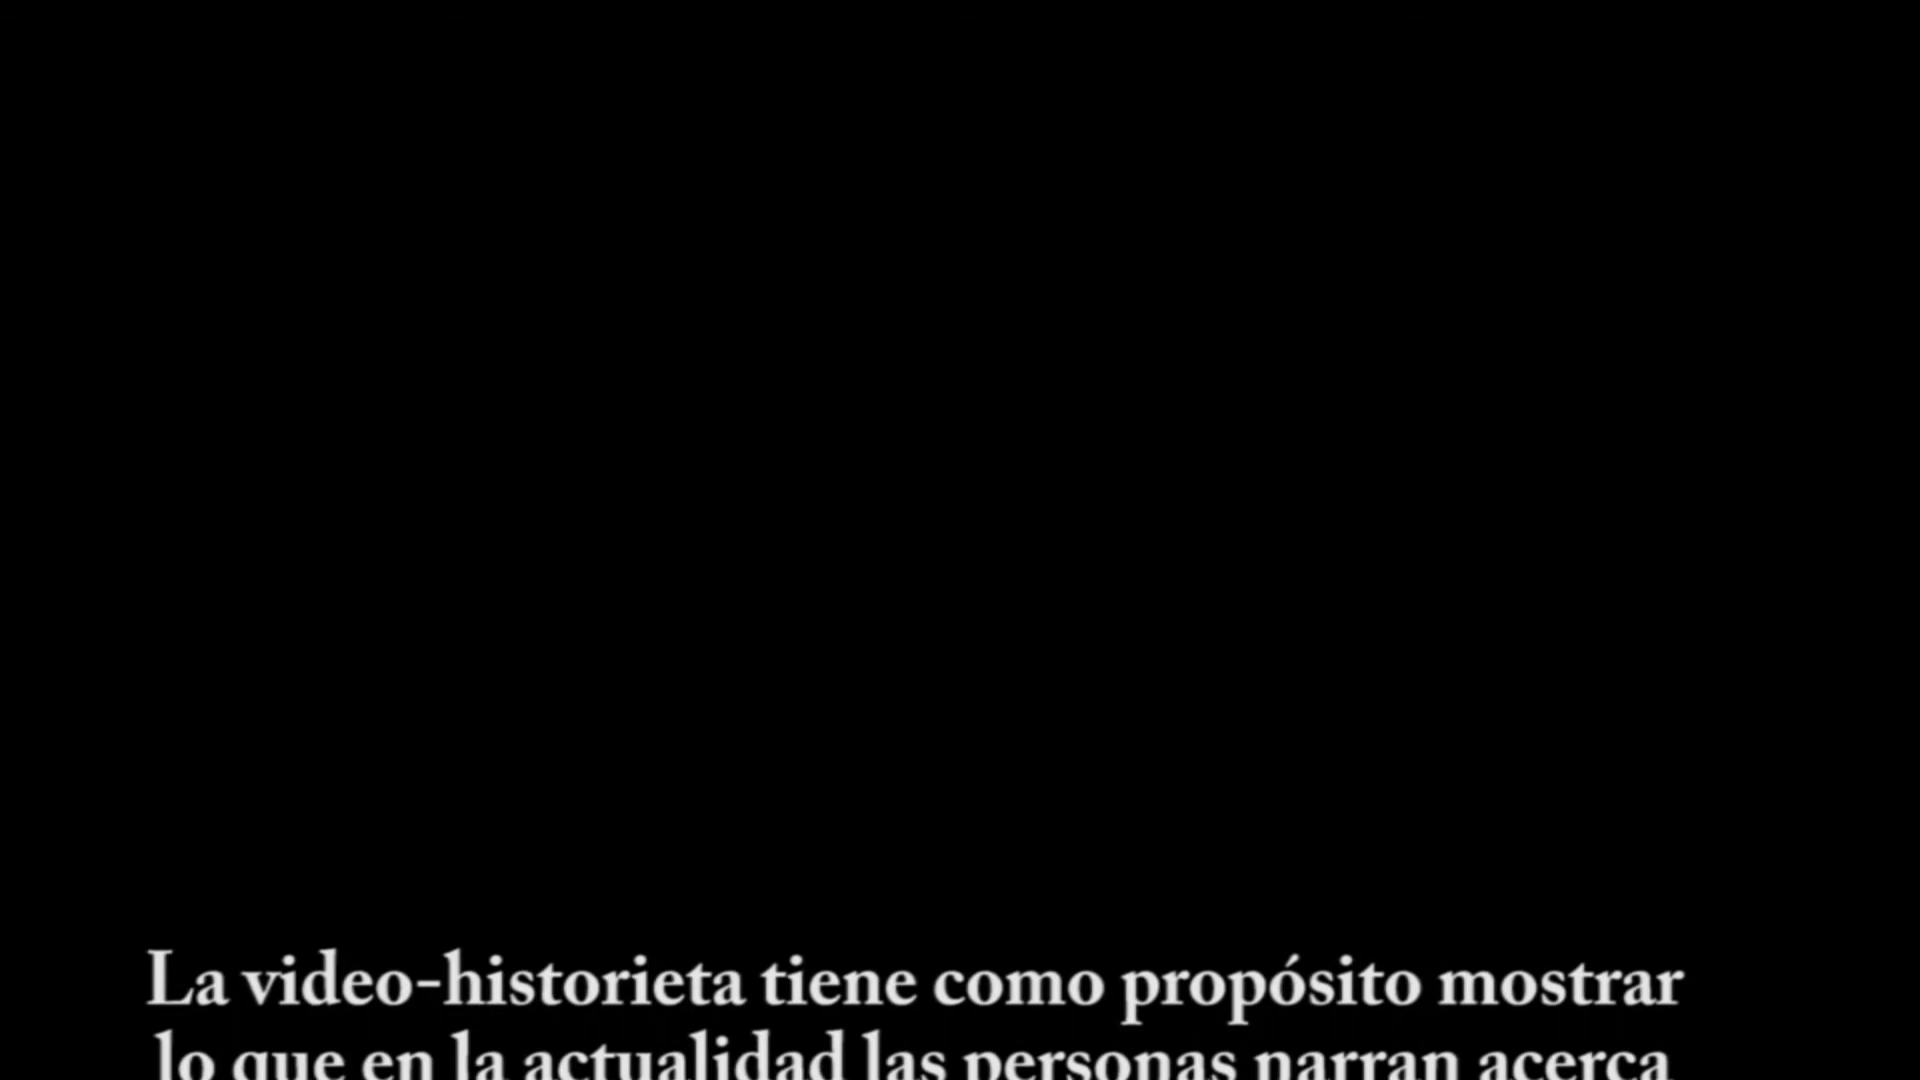 La video-historieta tiene como propósito mostrar
lo que en la actualidad las personas narran acerca